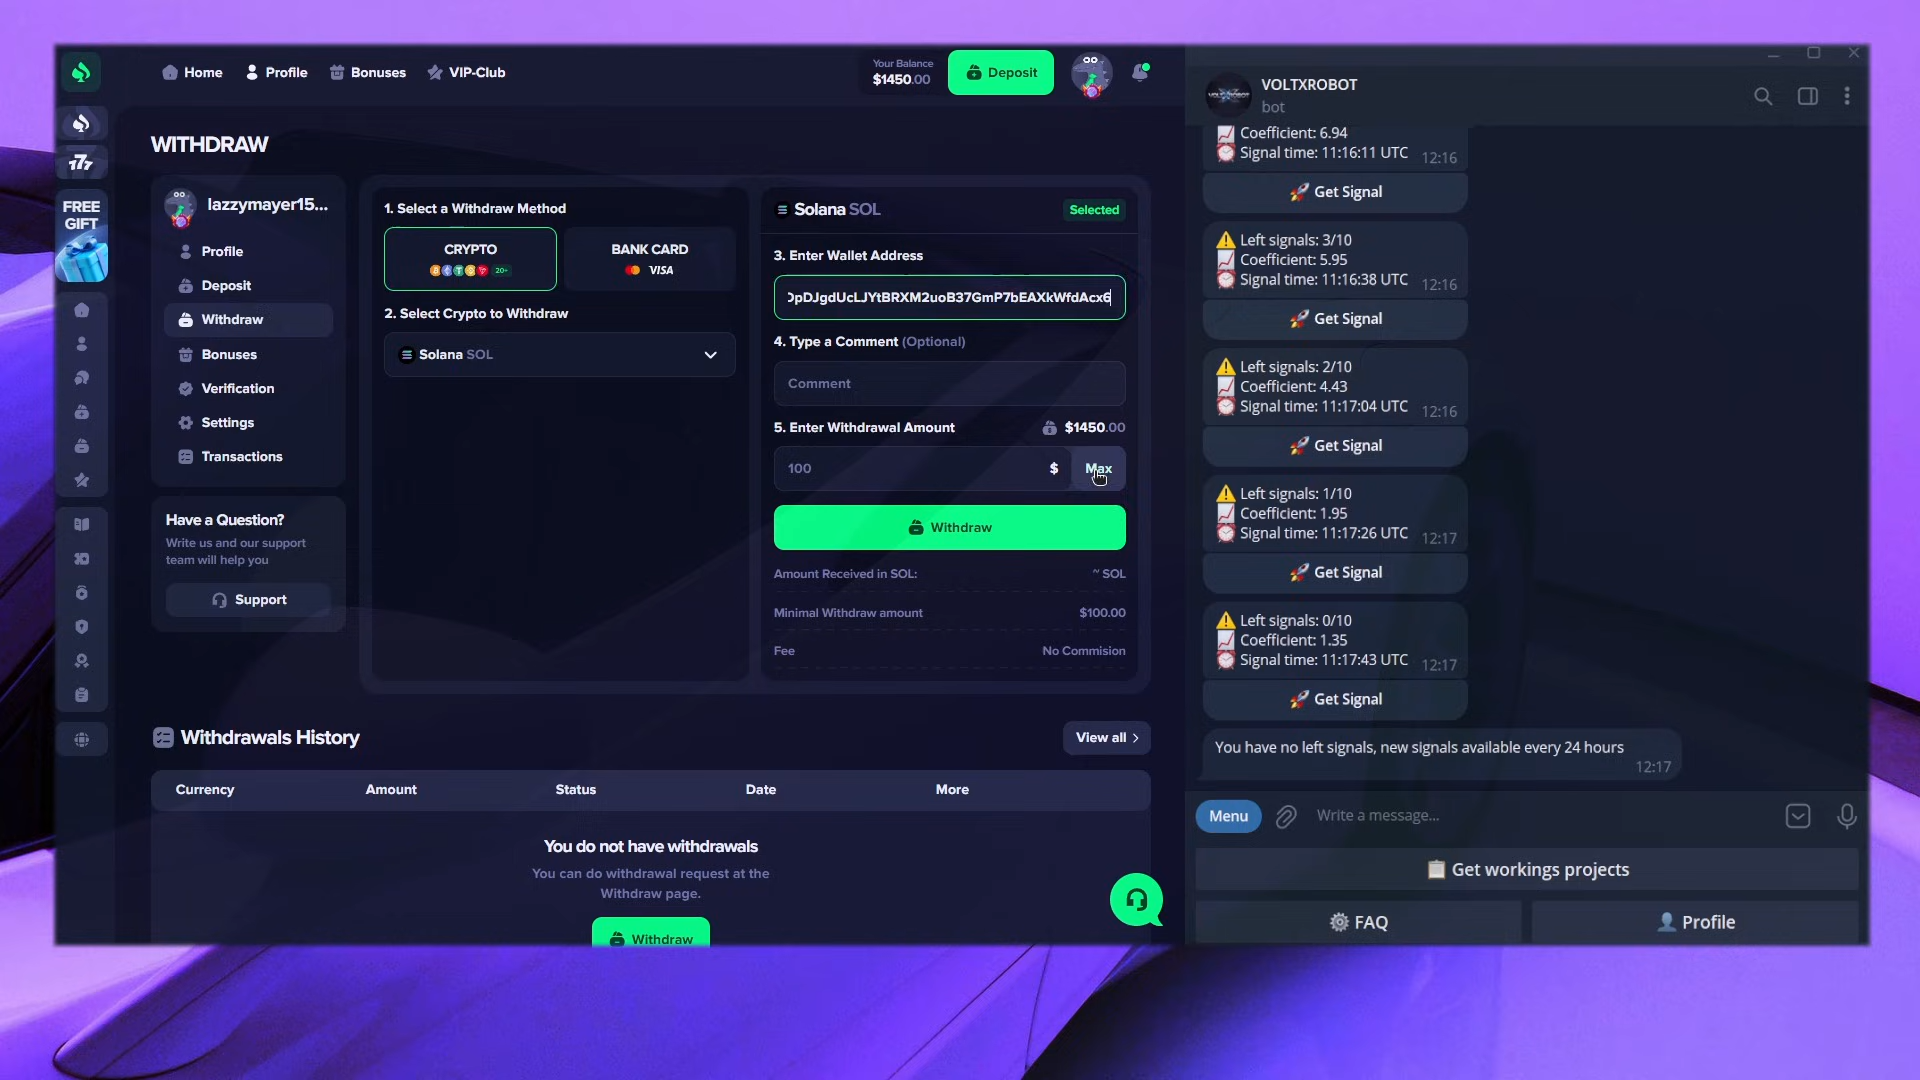 Home
Profile
Bonuses
VIP-Club
Your Balance
$1450.00
Deposit
777
FREE
GIFT
WITHDRAW
lazzymayer15...
Profile
Deposit
Withdraw
Bonuses
Verification
Settings
Transactions
Have a Question?
Write us and our support
team will help you
Support
1. Select a Withdraw Method
CRYPTO
20+
BANK CARD
VISA
2. Select Crypto to Withdraw
Solana SOL
Solana SOL
Selected
3. Enter Wallet Address
DpDJgdUcLJYtBRXM2uoB37GmP7bEAXkWfdAcx6
4. Type a Comment (Optional)
Comment
5. Enter Withdrawal Amount
$1450.00
100
$
Max
Withdraw
Amount Received in SOL:
~ SOL
Minimal Withdraw amount
$100.00
Fee
No Commision
Withdrawals History
View all
Currency
Amount
Status
Date
More
You do not have withdrawals
You can do withdrawal request at the
Withdraw page.
Withdraw
VOLTXROBOT
bot
Coefficient: 6.94
Signal time: 11:16:11 UTC
12:16
Get Signal
Left signals: 3/10
Coefficient: 5.95
Signal time: 11:16:38 UTC
12:16
Get Signal
Left signals: 2/10
Coefficient: 4.43
Signal time: 11:17:04 UTC
12:16
Get Signal
Left signals: 1/10
Coefficient: 1.95
Signal time: 11:17:26 UTC
12:17
Get Signal
Left signals: 0/10
Coefficient: 1.35
Signal time: 11:17:43 UTC
12:17
Get Signal
You have no left signals, new signals available every 24 hours
12:17
Menu
Write a message...
Get workings projects
FAQ
Profile